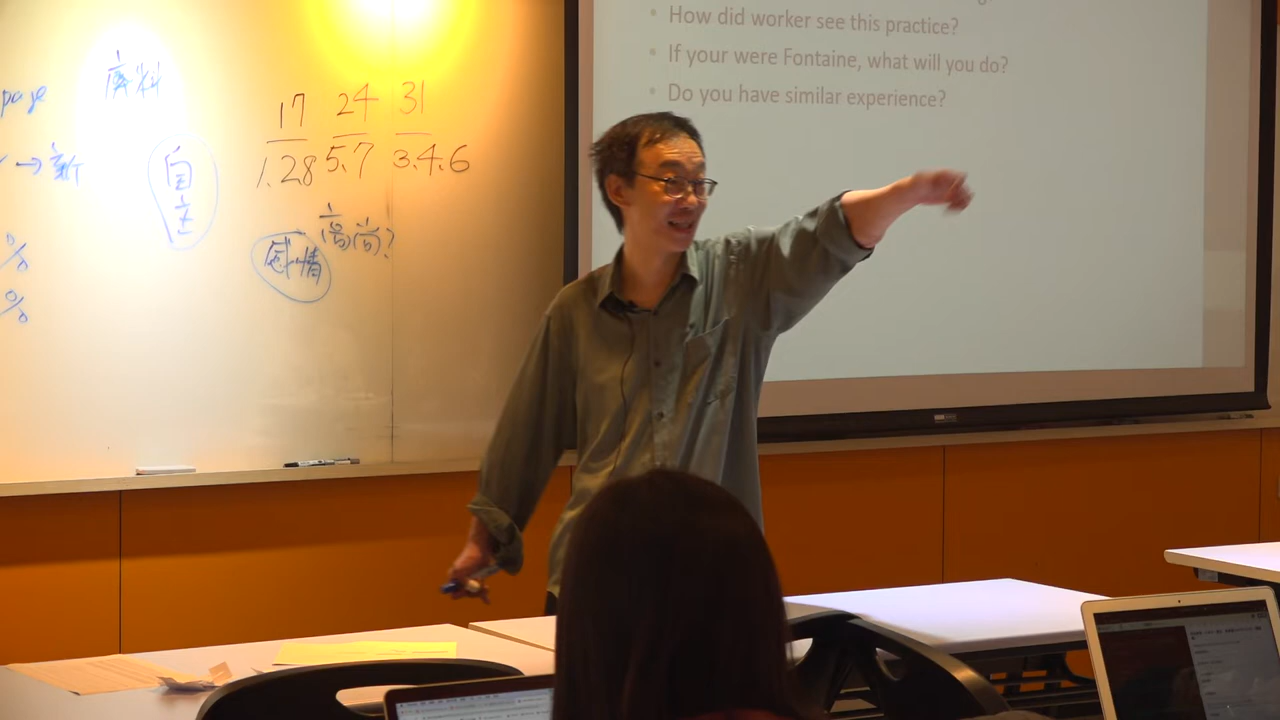 page
廢料
→新
自主
%
%
17 24 31
1.28 5.7 3.4.6
高尚?
感情
• How did worker see this practice?
• If your were Fontaine, what will you do?
• Do you have similar experience?